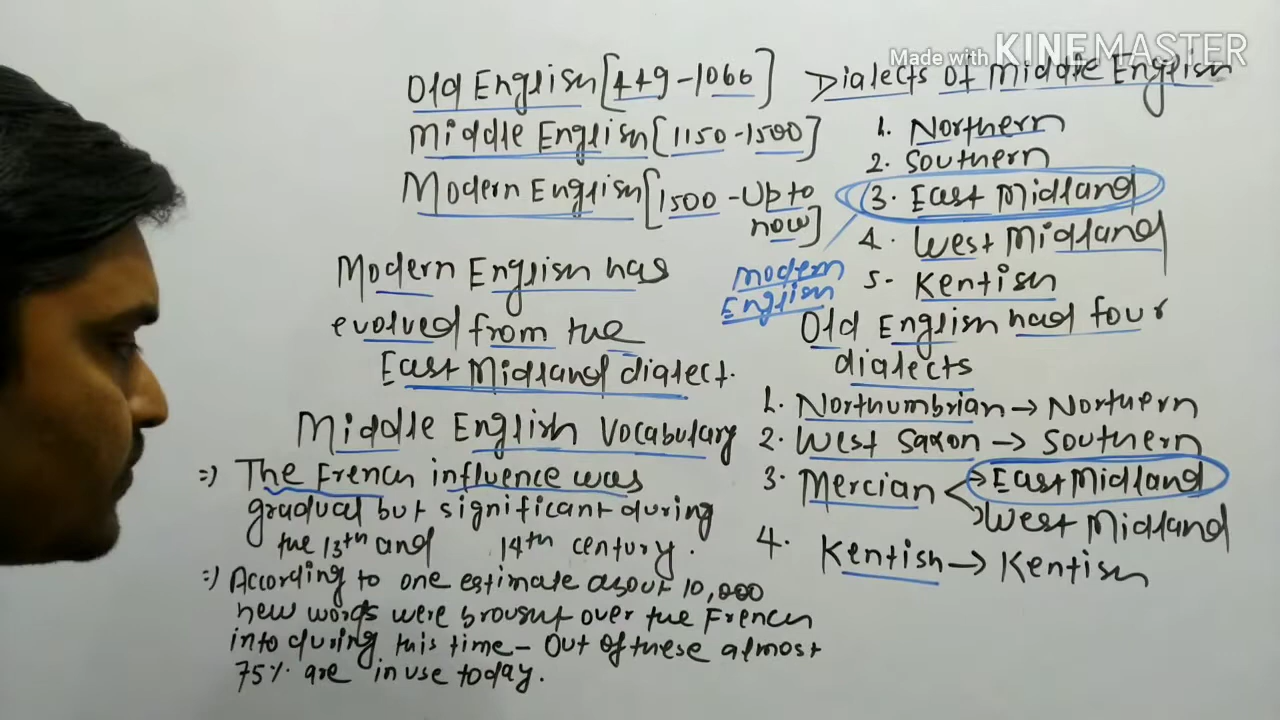 Made with KINEMASTER
Old English [449-1066]
Middle English [1150-1500]
Modern English [1500-Up to
now]
Modern English has
evolved from the
East Midland dialect.
Middle English Vocabulary
=) The French influence was
gradual but significant during
the 13th and 14th century.
=) According to one estimate about 10,000
new words were brought over the French
into during this time - Out of these almost
75% are in use today.
Dialects of Middle English
1. Northern
2. Southern
3. East Midland
4. West Midland
5. Kentish
Modern
English
Old English had four
dialects
1. Northumbrian → Northern
2. West Saxon → Southern
3. Mercian → East Midland
→ West Midland
4. Kentish → Kentish